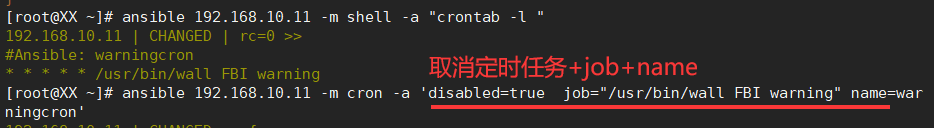 [root@XX ~]# ansible 192.168.10.11 -m shell -a "crontab -l "
192.168.10.11 | CHANGED | rc=0 >>
#Ansible: warningcron
* * * * * /usr/bin/wall FBI warning
取消定时任务+job+name
[root@XX ~]# ansible 192.168.10.11 -m cron -a 'disabled=true  job="/usr/bin/wall FBI warning" name=war
ningcron'